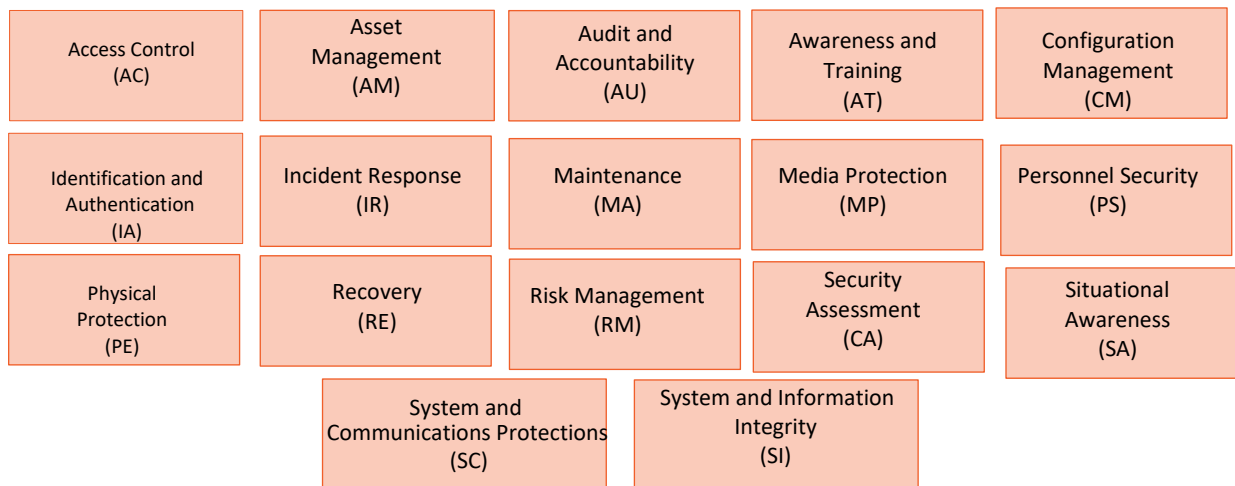 Access Control
(AC)
Asset
Management
(AM)
Audit and
Accountability
(AU)
Awareness and
Training
(AT)
Configuration
Management
(CM)
Identification and
Authentication
(IA)
Incident Response
(IR)
Maintenance
(MA)
Media Protection
(MP)
Personnel Security
(PS)
Physical
Protection
(PE)
Recovery
(RE)
Risk Management
(RM)
Security
Assessment
(CA)
Situational
Awareness
(SA)
System and
Communications Protections
(SC)
System and Information
Integrity
(SI)